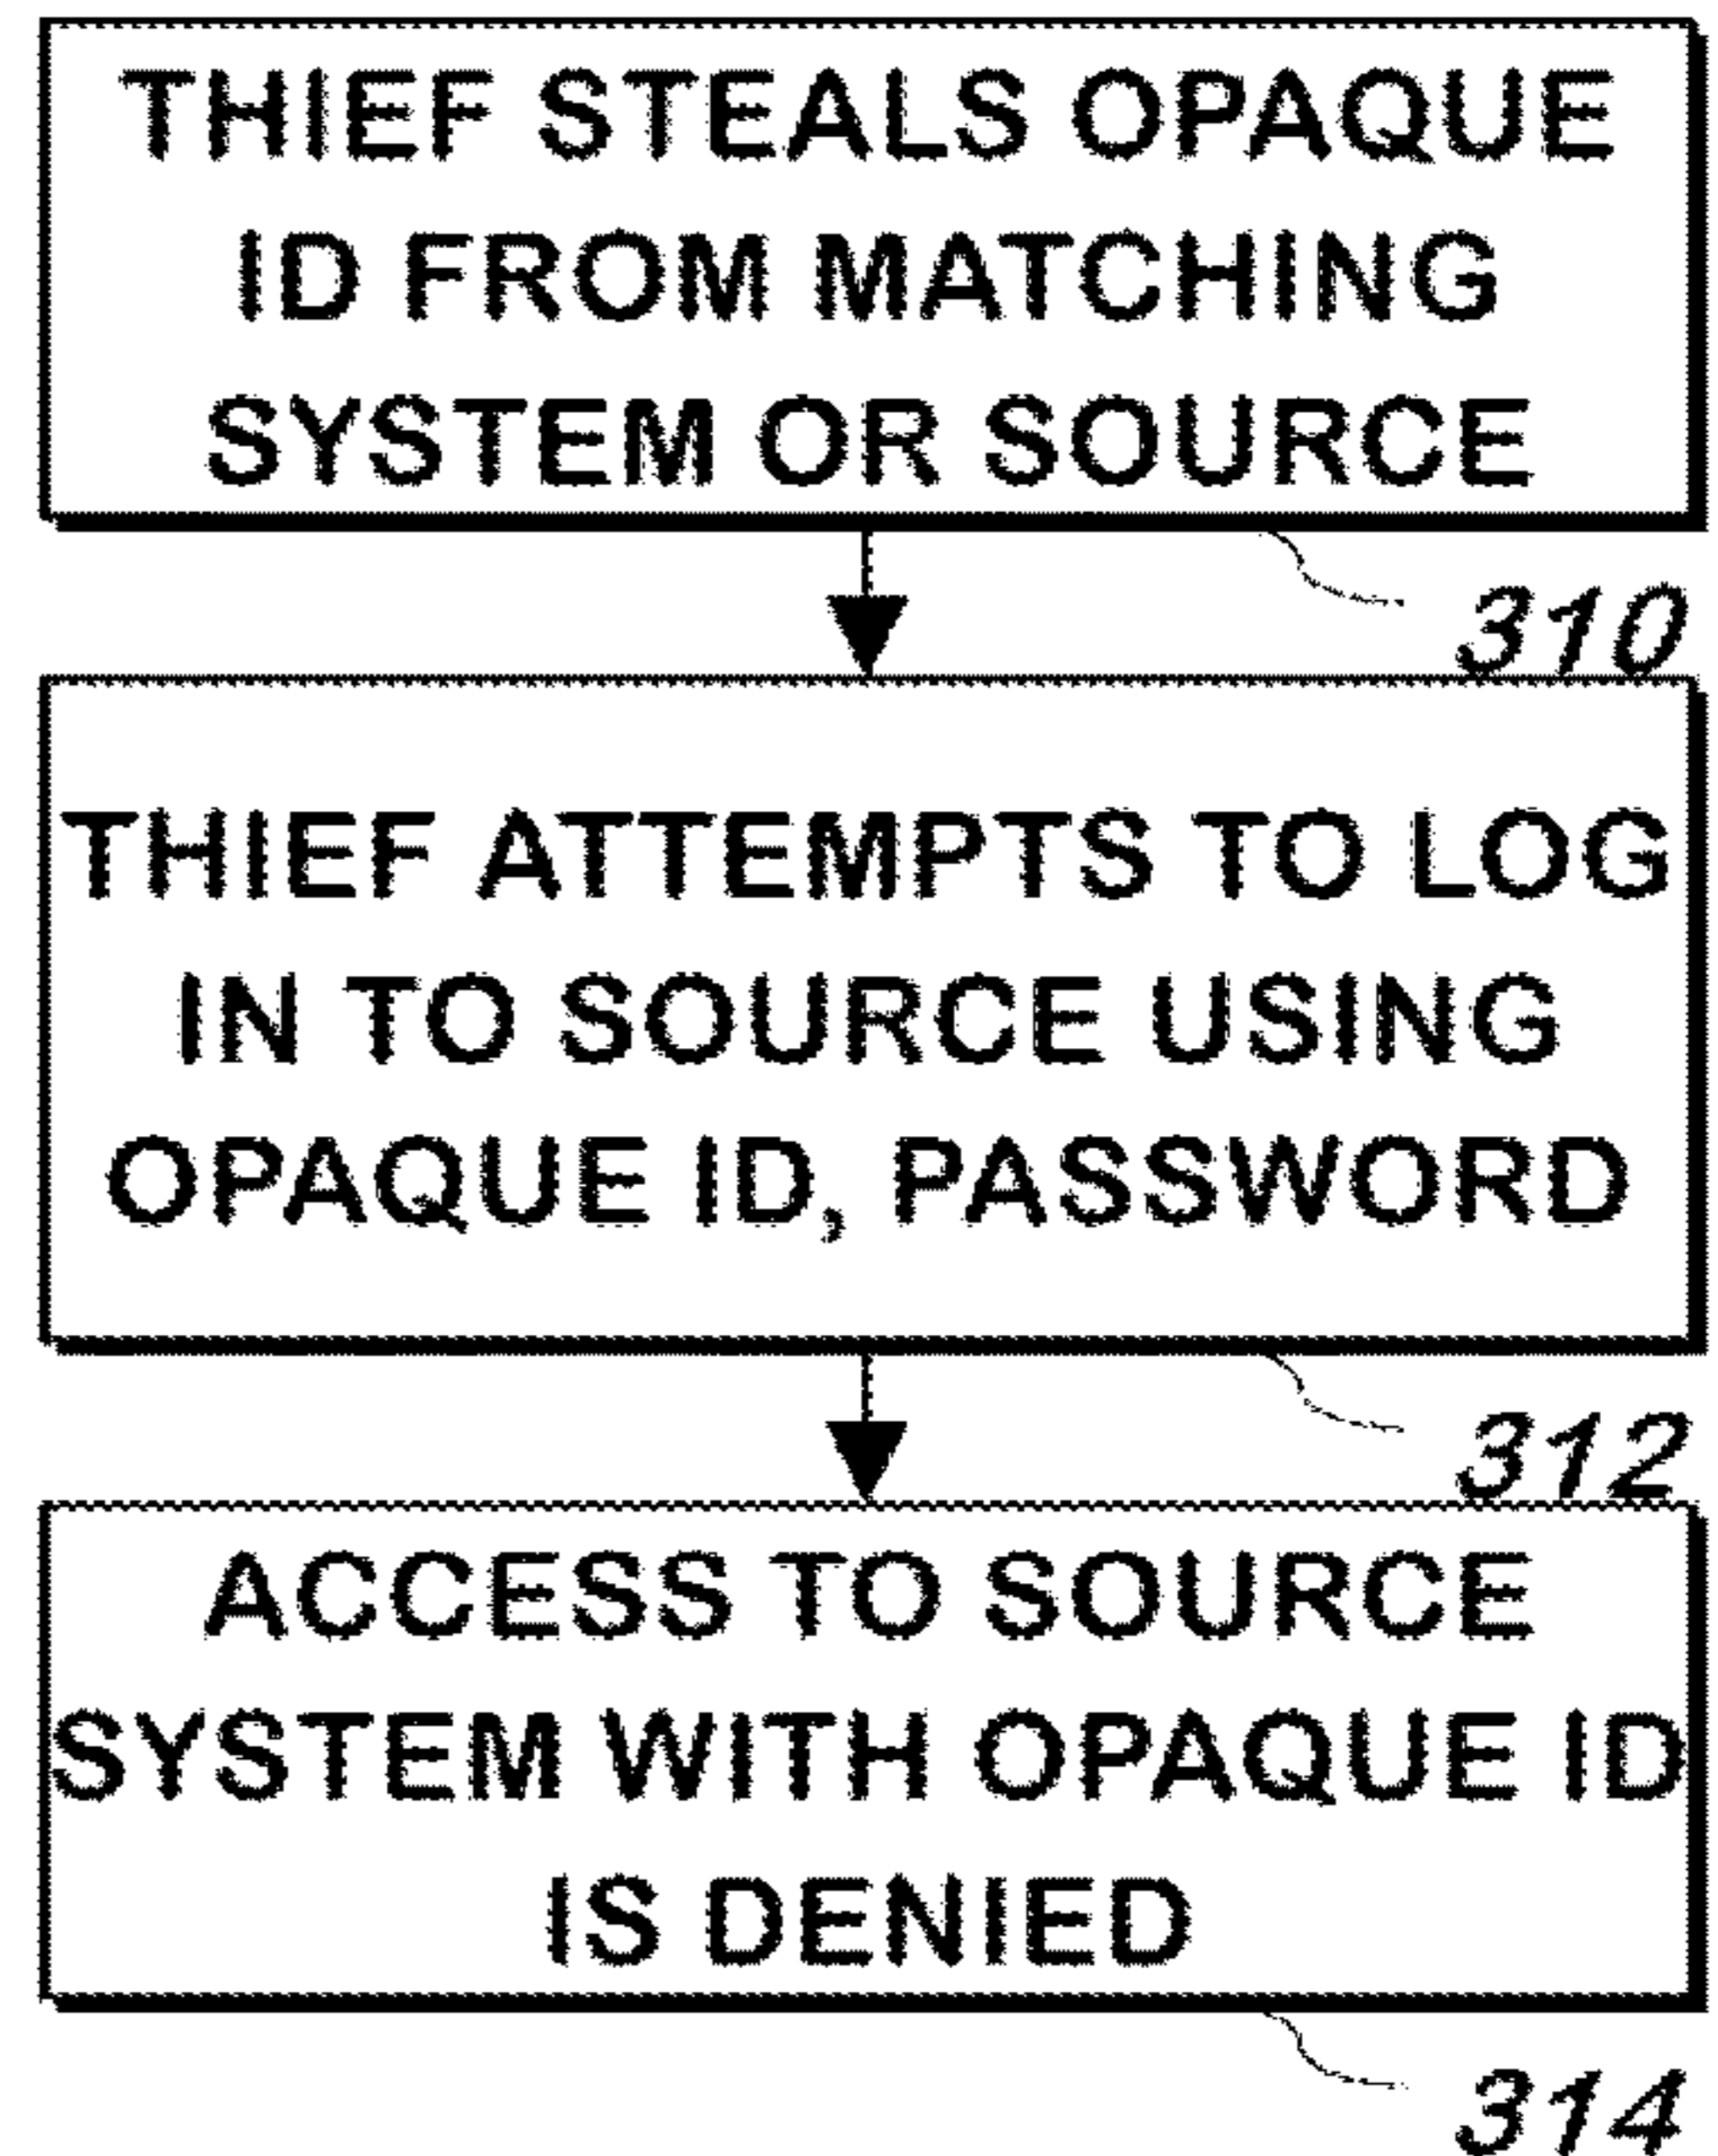 THIEF STEALS OPAQUE
ID FROM MATCHING
SYSTEM OR SOURCE
310
THIEF ATTEMPTS TO LOG
IN TO SOURCE USING
OPAQUE ID, PASSWORD
312
ACCESS TO SOURCE
SYSTEM WITH OPAQUE ID
IS DENIED
314